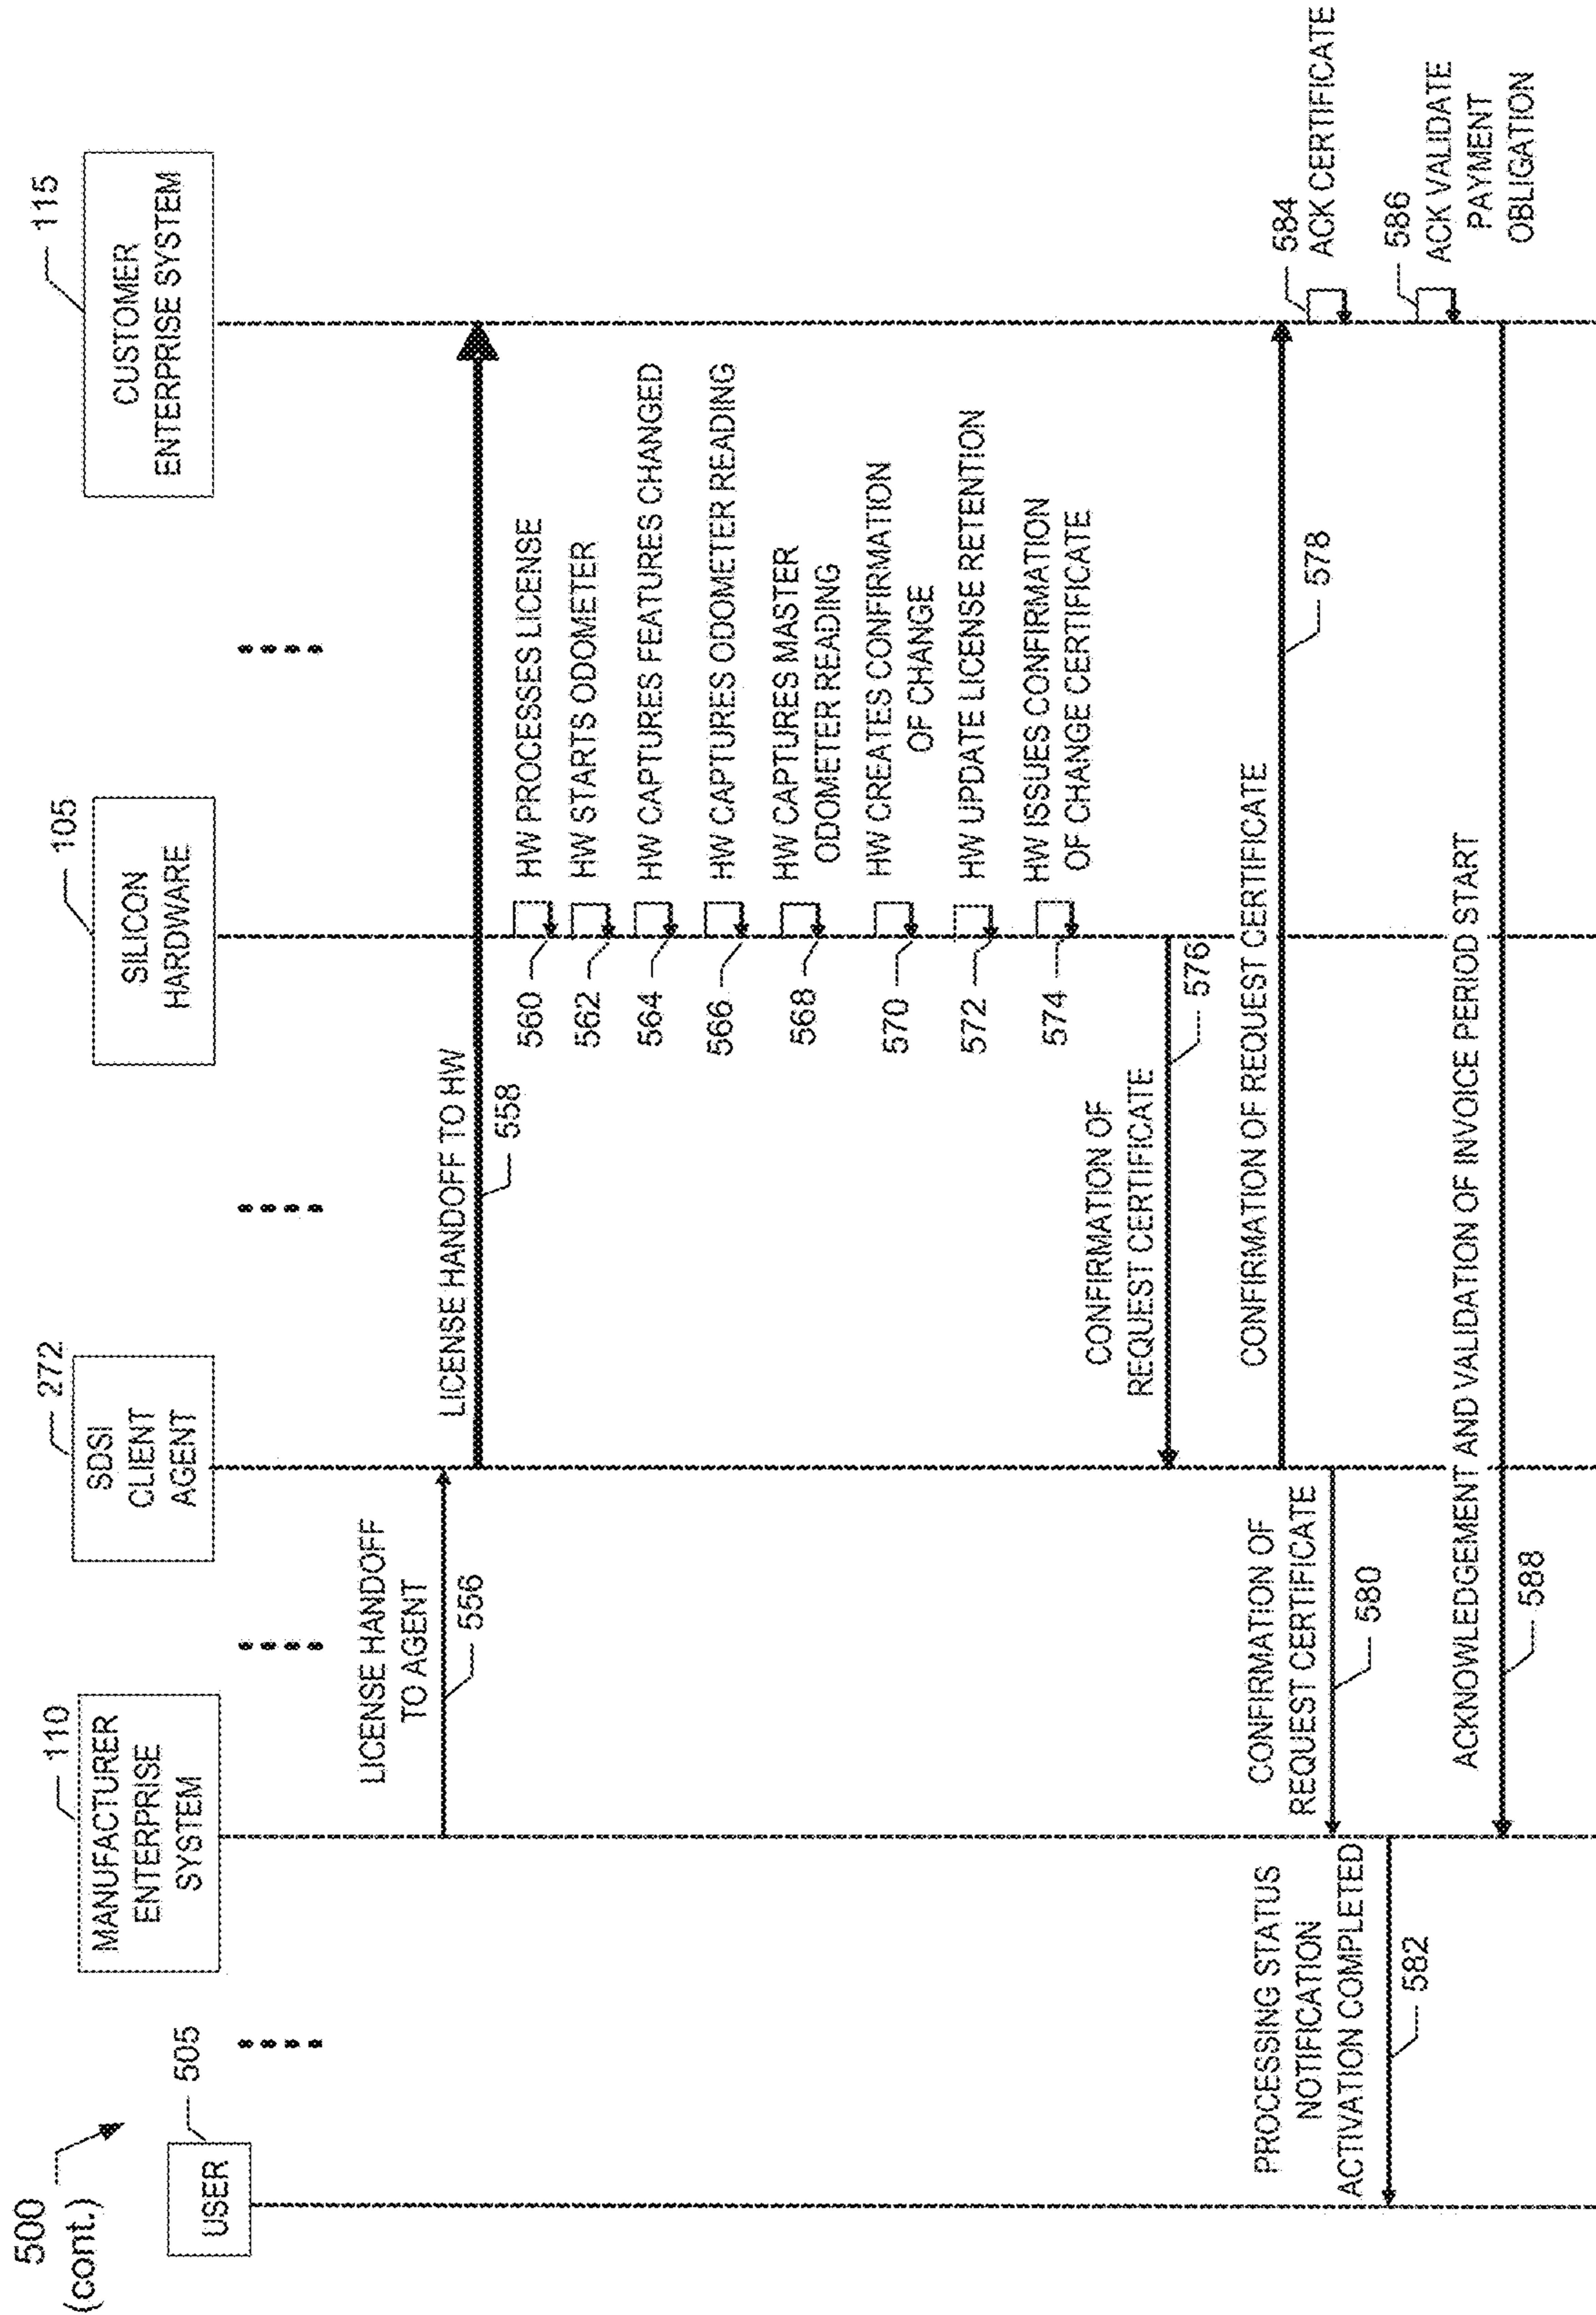 500
(cont.)
505
USER
110
MANUFACTURER
ENTERPRISE
SYSTEM
272
SDSI
CLIENT
AGENT
105
SILICON
HARDWARE
115
CUSTOMER
ENTERPRISE SYSTEM
LICENSE HANDOFF
TO AGENT
556
LICENSE HANDOFF TO HW
558
560
HW PROCESSES LICENSE
562
HW STARTS ODOMETER
564
HW CAPTURES FEATURES CHANGED
566
HW CAPTURES ODOMETER READING
568
HW CAPTURES MASTER
ODOMETER READING
570
HW CREATES CONFIRMATION
OF CHANGE
572
HW UPDATE LICENSE RETENTION
574
HW ISSUES CONFIRMATION
OF CHANGE CERTIFICATE
CONFIRMATION OF
REQUEST CERTIFICATE
576
CONFIRMATION OF REQUEST CERTIFICATE
578
CONFIRMATION OF
REQUEST CERTIFICATE
580
PROCESSING STATUS
NOTIFICATION
ACTIVATION COMPLETED
582
584
ACK CERTIFICATE
586
ACK VALIDATE
PAYMENT
OBLIGATION
ACKNOWLEDGEMENT AND VALIDATION OF INVOICE PERIOD START
588